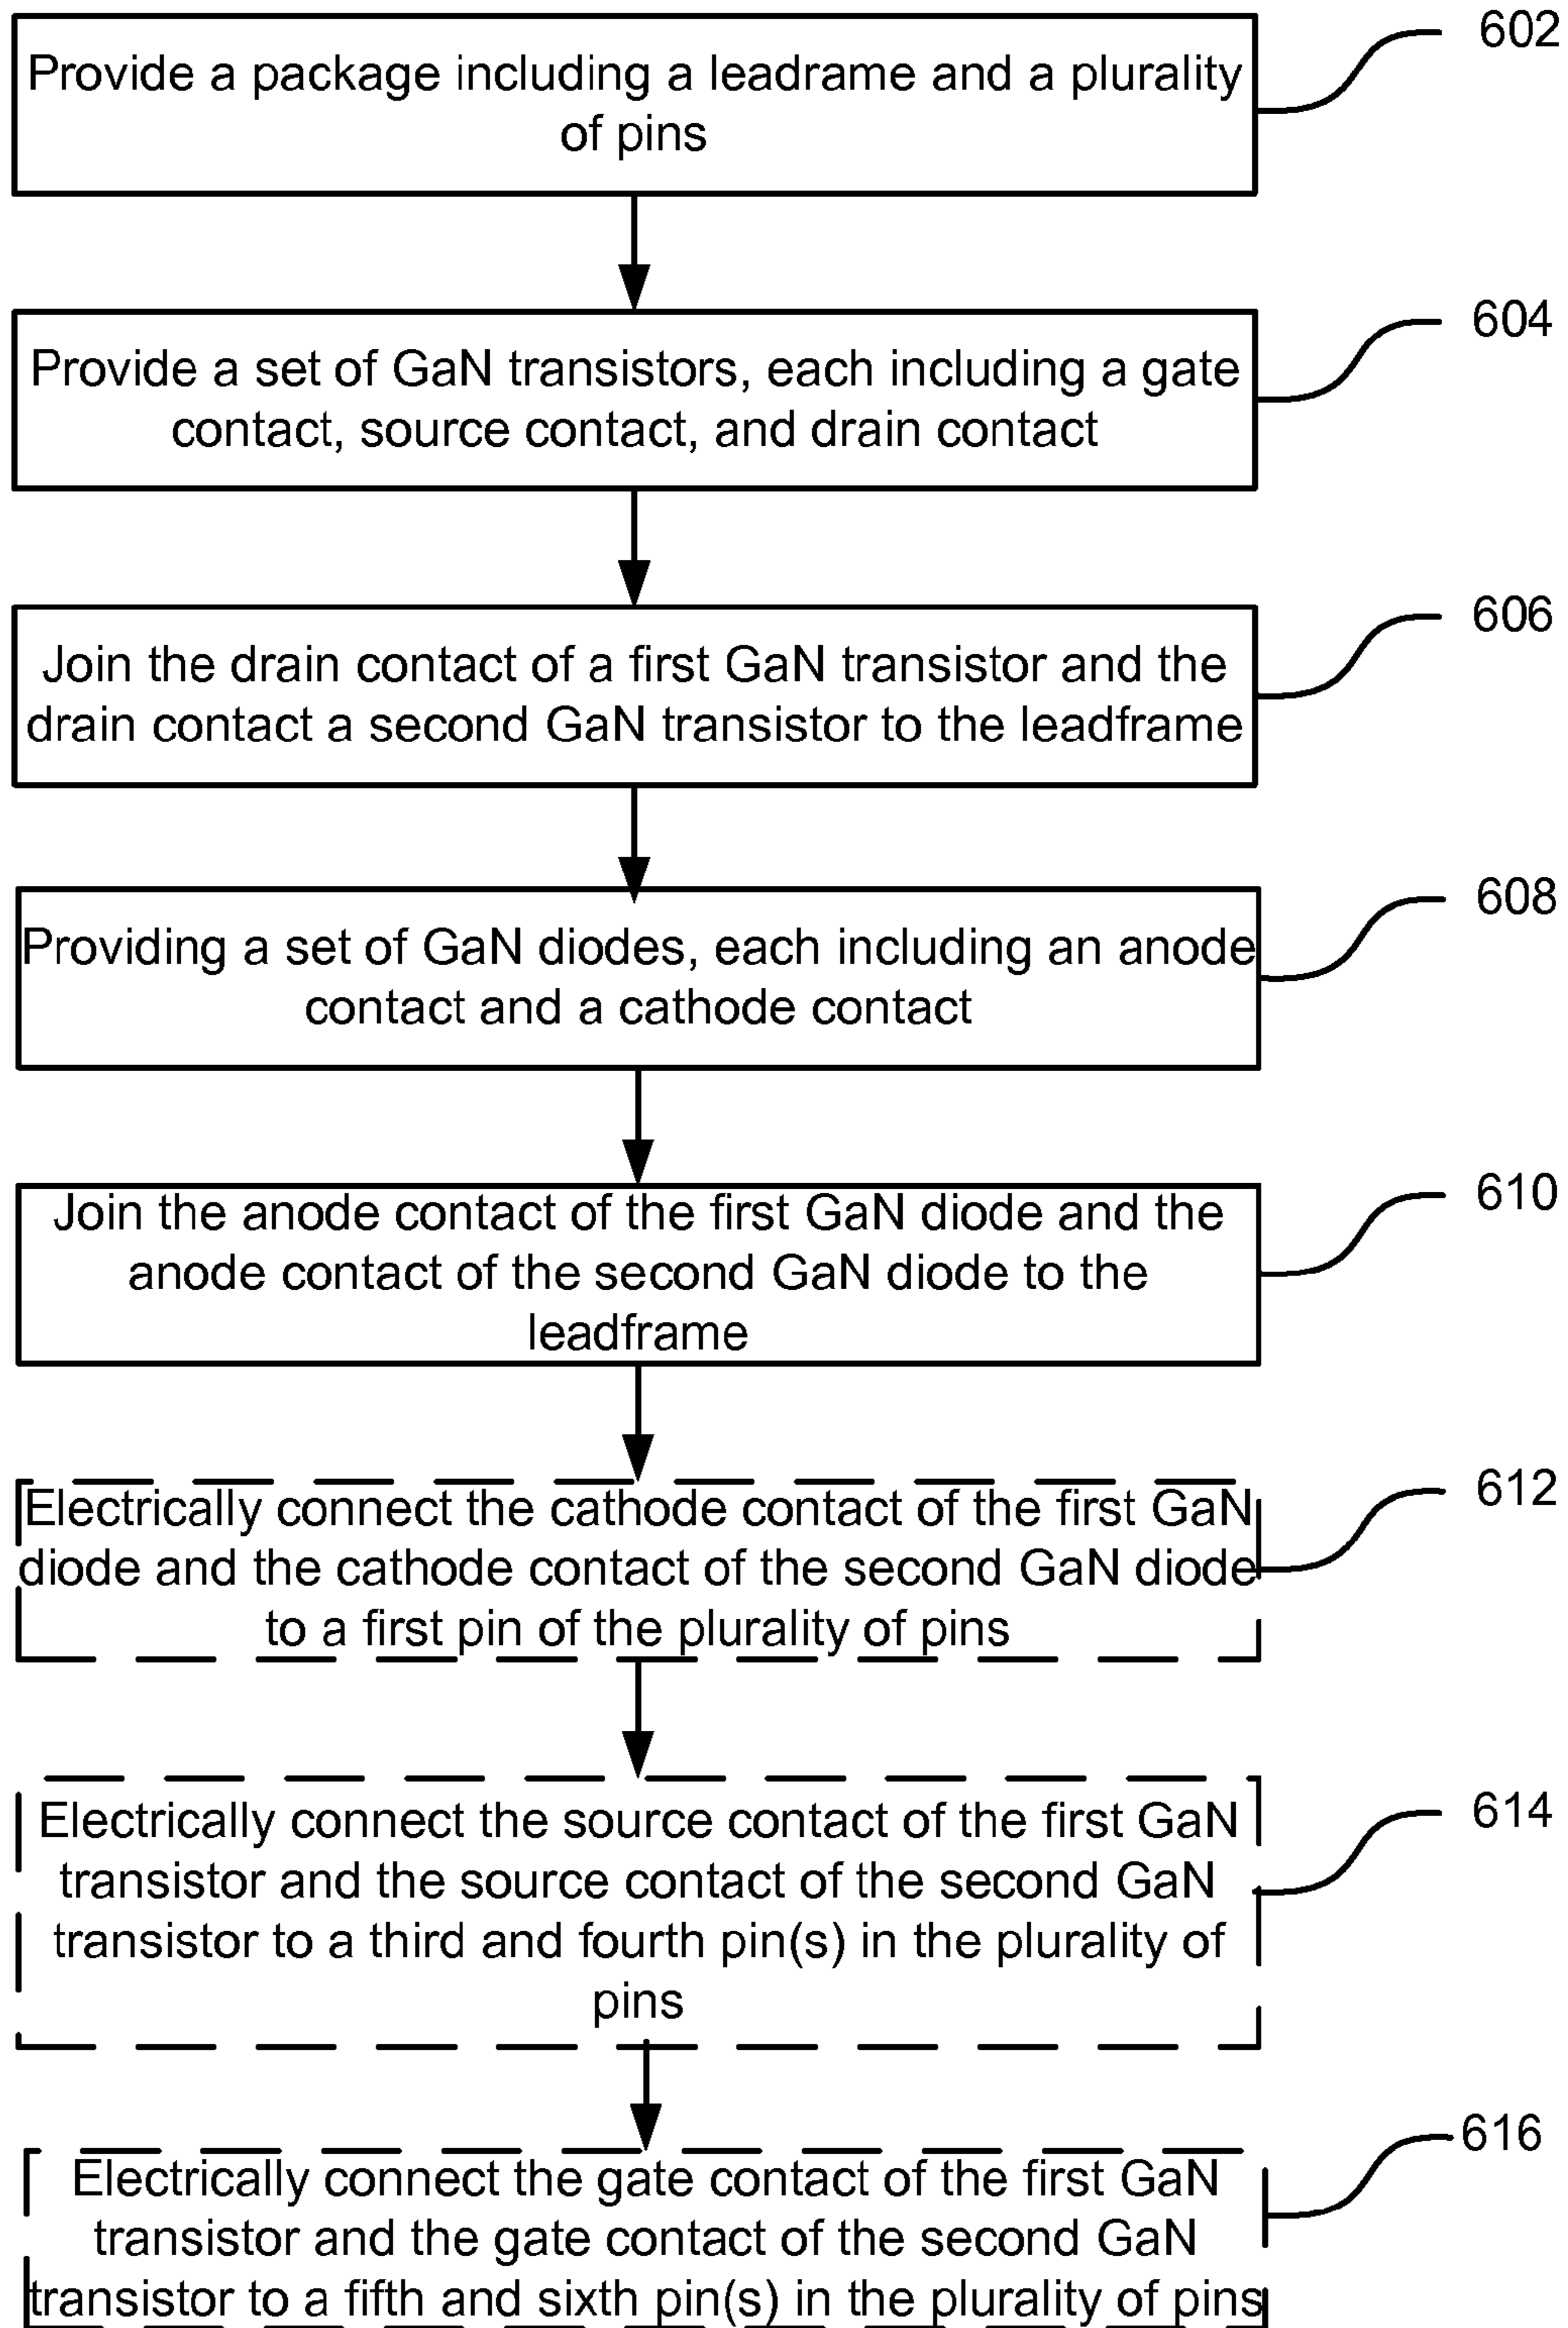 602
Provide a package including a leadrame and a plurality
of pins
604
Provide a set of GaN transistors, each including a gate
contact, source contact, and drain contact
606
Join the drain contact of a first GaN transistor and the
drain contact a second GaN transistor to the leadframe
608
Providing a set of GaN diodes, each including an anode
contact and a cathode contact
610
Join the anode contact of the first GaN diode and the
anode contact of the second GaN diode to the
leadframe
612
Electrically connect the cathode contact of the first GaN
diode and the cathode contact of the second GaN diode
to a first pin of the plurality of pins
614
Electrically connect the source contact of the first GaN
transistor and the source contact of the second GaN
transistor to a third and fourth pin(s) in the plurality of
pins
616
Electrically connect the gate contact of the first GaN
transistor and the gate contact of the second GaN
transistor to a fifth and sixth pin(s) in the plurality of pins